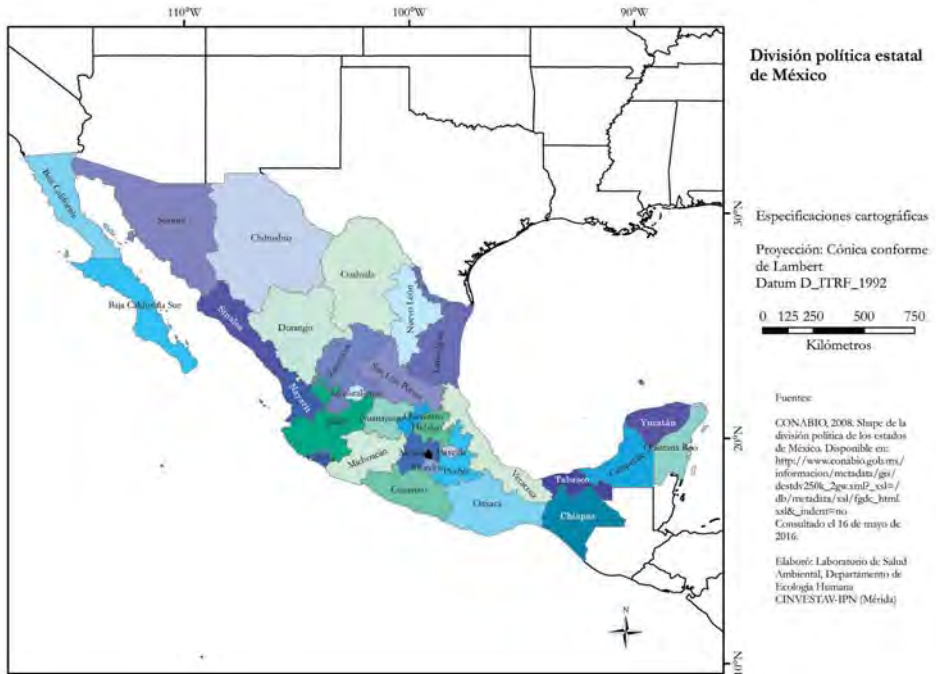 110°W
100°W
90°W
División política estatal
de México
Baja California
Sonora
Chihuahua
30°N
Especificaciones cartográficas
Coahuila
Proyección: Cónica conforme
de Lambert
Datum D_ITRF_1992
Nuevo León
Baja California Sur
Sinaloa
0 125 250 500 750
Kilómetros
Durango
Tamaulipas
Zacatecas
San Luis Potosí
Nayarit
Fuentes:
CONABIO, 2008. Shape de la
división política de los estados
de México. Disponible en:
http://www.conabio.gob.mx/
informacion/metadata/gis/
destdv250k_2gw.xml?_xsl=/
db/metadata/xsl/fgdc_html.
xsl&_indent=no
Consultado el 16 de mayo de
2016.
Aguascalientes
Yucatán
20°N
Guanajuato
Querétaro
Hidalgo
Jalisco
Quintana Roo
Campeche
Michoacán
Puebla
Veracruz
Tabasco
Guerrero
Oaxaca
Chiapas
Elaboró: Laboratorio de Salud
Ambiental, Departamento de
Ecología Humana
CINVESTAV-IPN (Mérida)
N
10°N